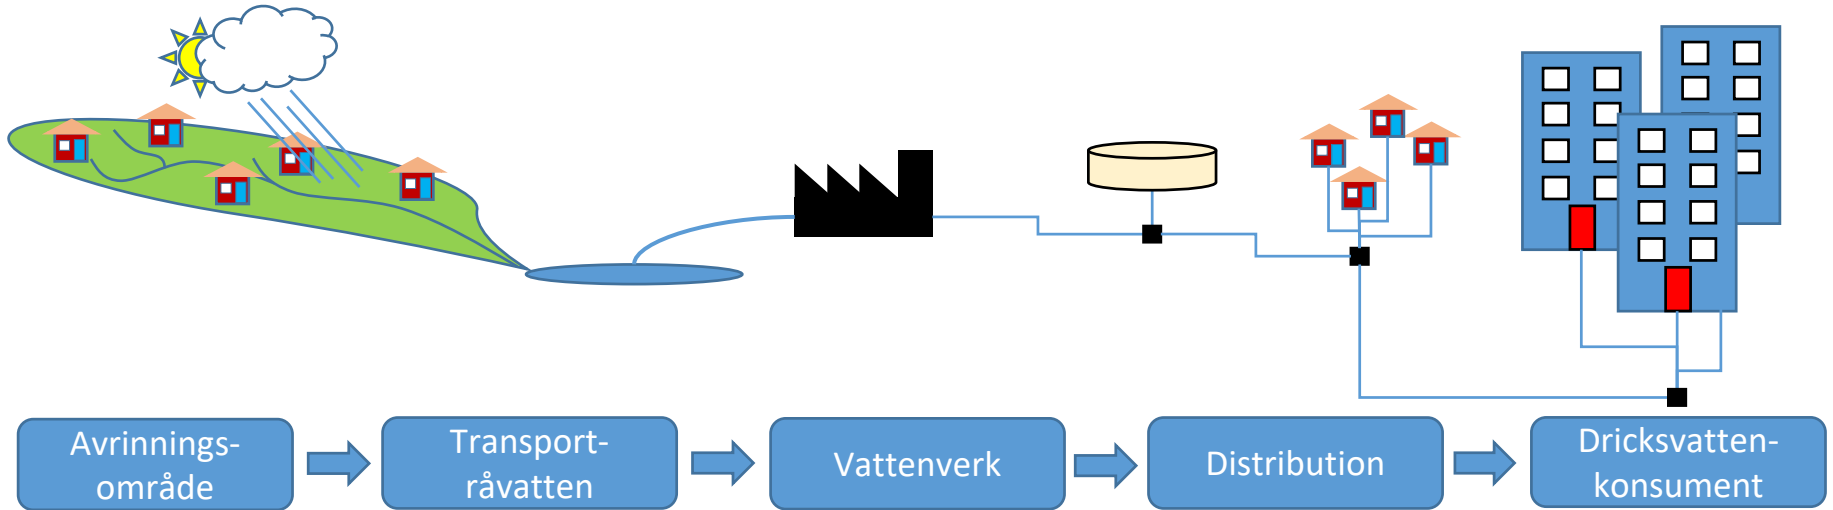 Avrinnings-
område
Transport-
råvatten
Vattenverk
Distribution
Dricksvatten-
konsument